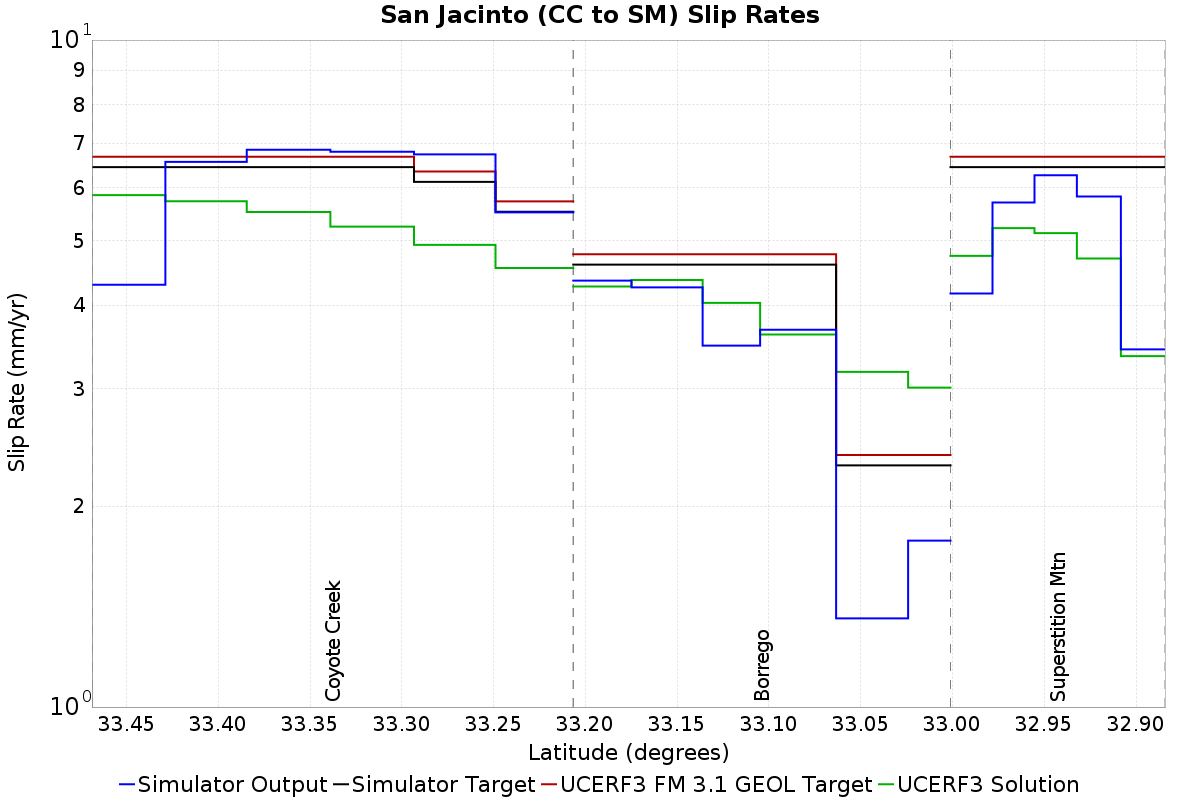 San Jacinto (CC to SM) Slip Rates
Slip Rate (mm/yr)
10^1
9
8
7
6
5
4
3
2
10^0
Coyote Creek
Borrego
Superstition Mtn
33.45 33.40 33.35 33.30 33.25 33.20 33.15 33.10 33.05 33.00 32.95 32.90
Latitude (degrees)
Simulator Output Simulator Target UCERF3 FM 3.1 GEOL Target UCERF3 Solution